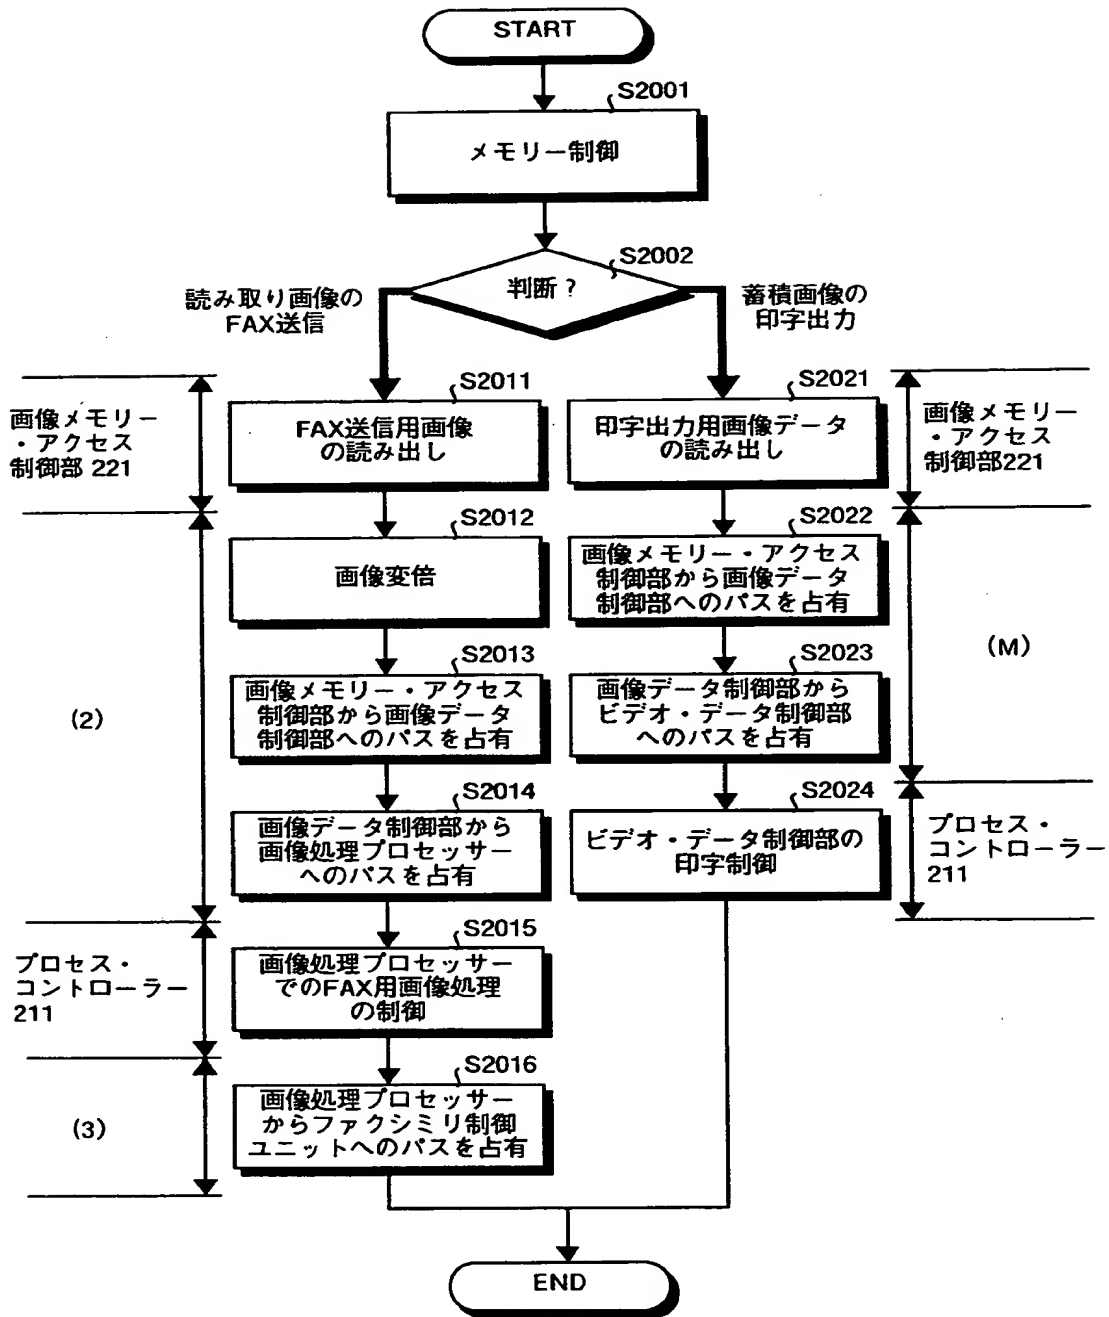 START
S2001
メモリー制御
S2002
判断？
読み取り画像の
FAX送信
蓄積画像の
印字出力
画像メモリー
・アクセス
制御部 221
S2011
FAX送信用画像
の読み出し
S2021
印字出力用画像データ
の読み出し
画像メモリー
・アクセス
制御部221
(2)
S2012
画像変倍
S2022
画像メモリー・アクセス
制御部から画像データ
制御部へのバスを占有
(M)
S2013
画像メモリー・アクセス
制御部から画像データ
制御部へのバスを占有
S2023
画像データ制御部から
ビデオ・データ制御部
へのバスを占有
S2014
画像データ制御部から
画像処理プロセッサー
へのバスを占有
S2024
ビデオ・データ制御部の
印字制御
プロセス・
コントローラー
211
プロセス・
コントローラー
211
S2015
画像処理プロセッサー
でのFAX用画像処理
の制御
(3)
S2016
画像処理プロセッサー
からファクシミリ制御
ユニットへのバスを占有
END